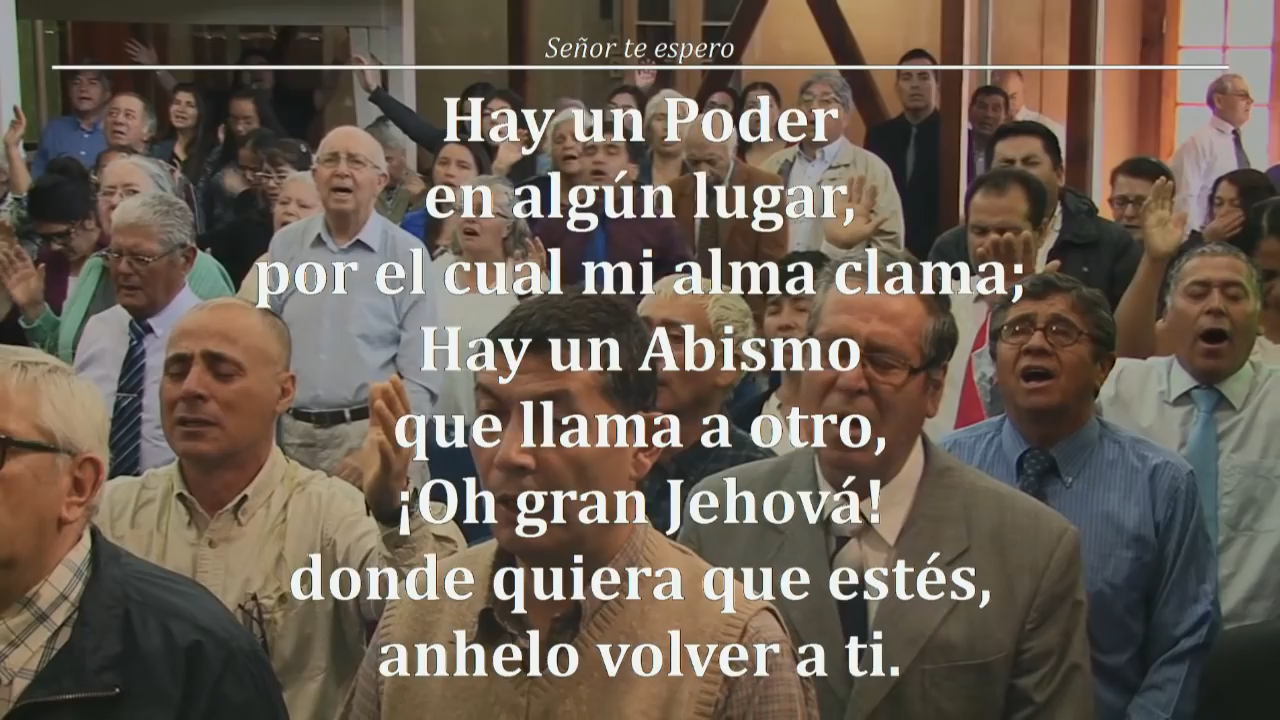 Señor te espero
Hay un Poder
en algún lugar,
por el cual mi alma clama;
Hay un Abismo
que llama a otro,
¡Oh gran Jehová!
donde quiera que estés,
anhelo volver a ti.